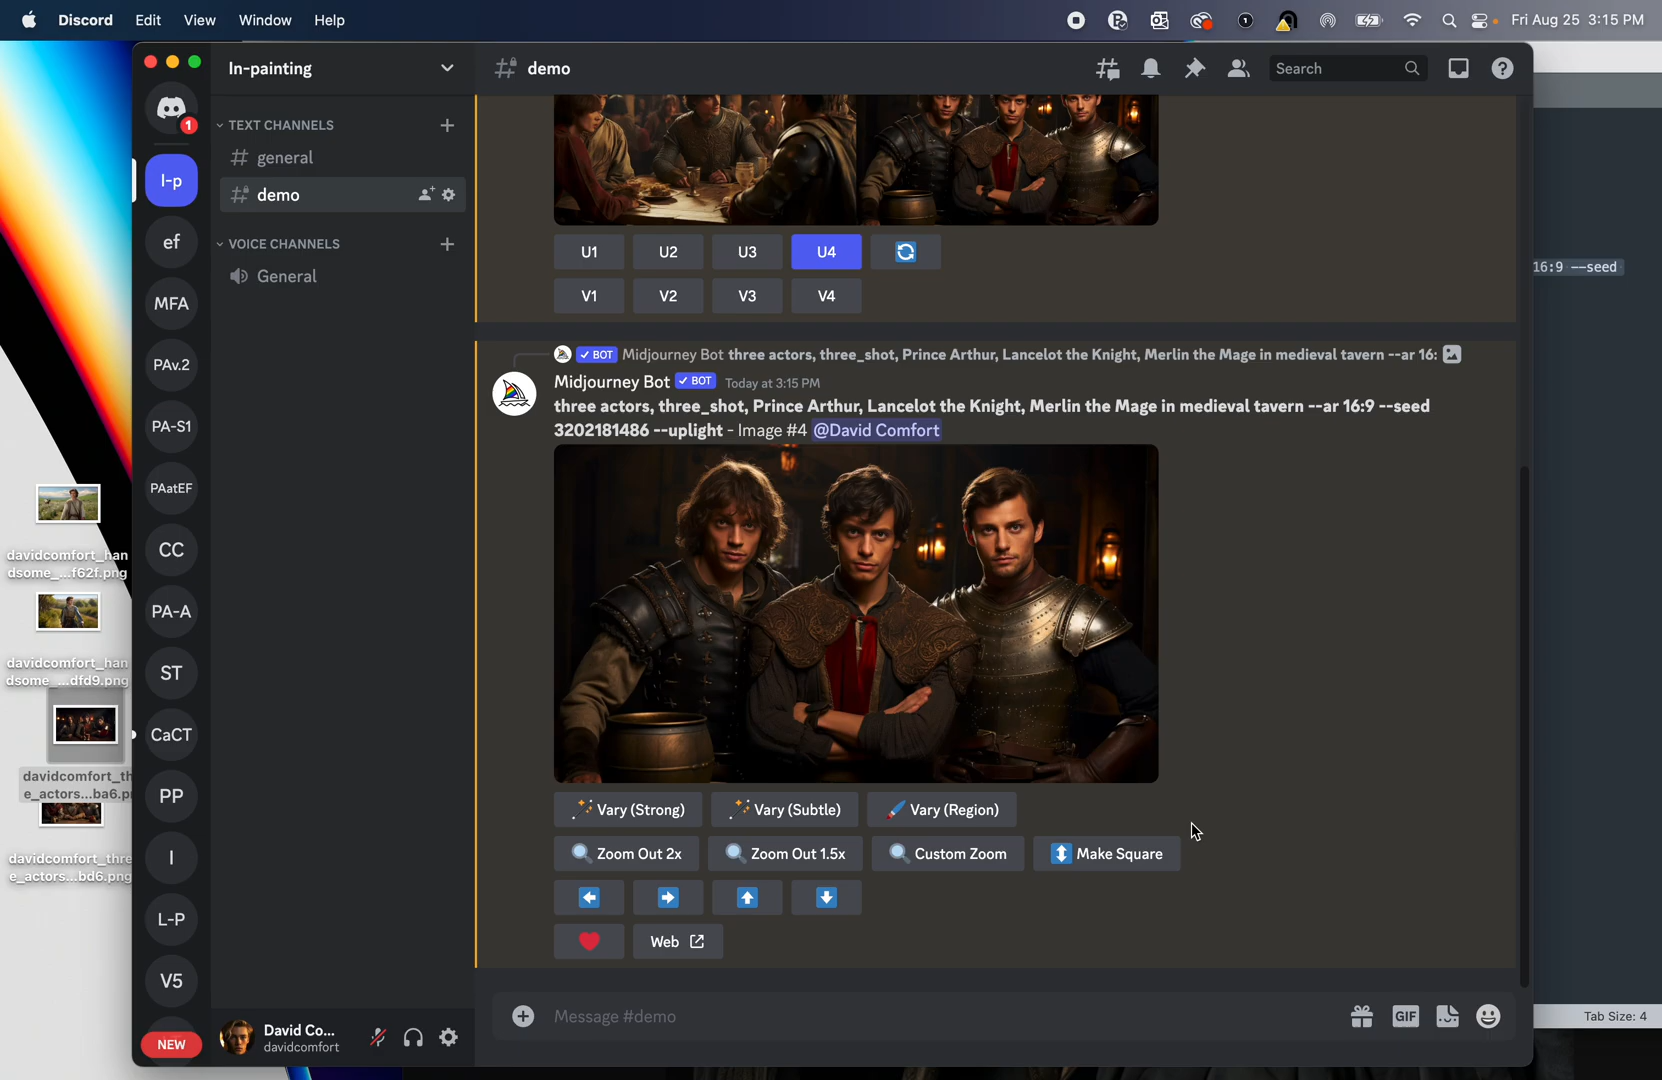 Discord Edit View Window Help
Fri Aug 25 3:15 PM
In-painting
demo
Search
1
TEXT CHANNELS
general
demo
VOICE CHANNELS
General
I-p
ef
MFA
PAv.2
PA-S1
PAatEF
CC
PA-A
ST
CaCT
PP
I
L-P
V5
NEW
davidcomfort_han
dsome_...f62f.png
davidcomfort_han
dsome_...dfd9.png
davidcomfort_th
e_actors...ba6.p
davidcomfort_thre
e_actors...bd6.png
U1 U2 U3 U4
V1 V2 V3 V4
16:9 --seed
BOT Midjourney Bot three actors, three_shot, Prince Arthur, Lancelot the Knight, Merlin the Mage in medieval tavern --ar 16:
Midjourney Bot BOT Today at 3:15 PM
three actors, three_shot, Prince Arthur, Lancelot the Knight, Merlin the Mage in medieval tavern --ar 16:9 --seed
3202181486 --uplight - Image #4 @David Comfort
Vary (Strong) Vary (Subtle) Vary (Region)
Zoom Out 2x Zoom Out 1.5x Custom Zoom Make Square
Web
Message #demo
GIF
David Co...
davidcomfort
Tab Size: 4